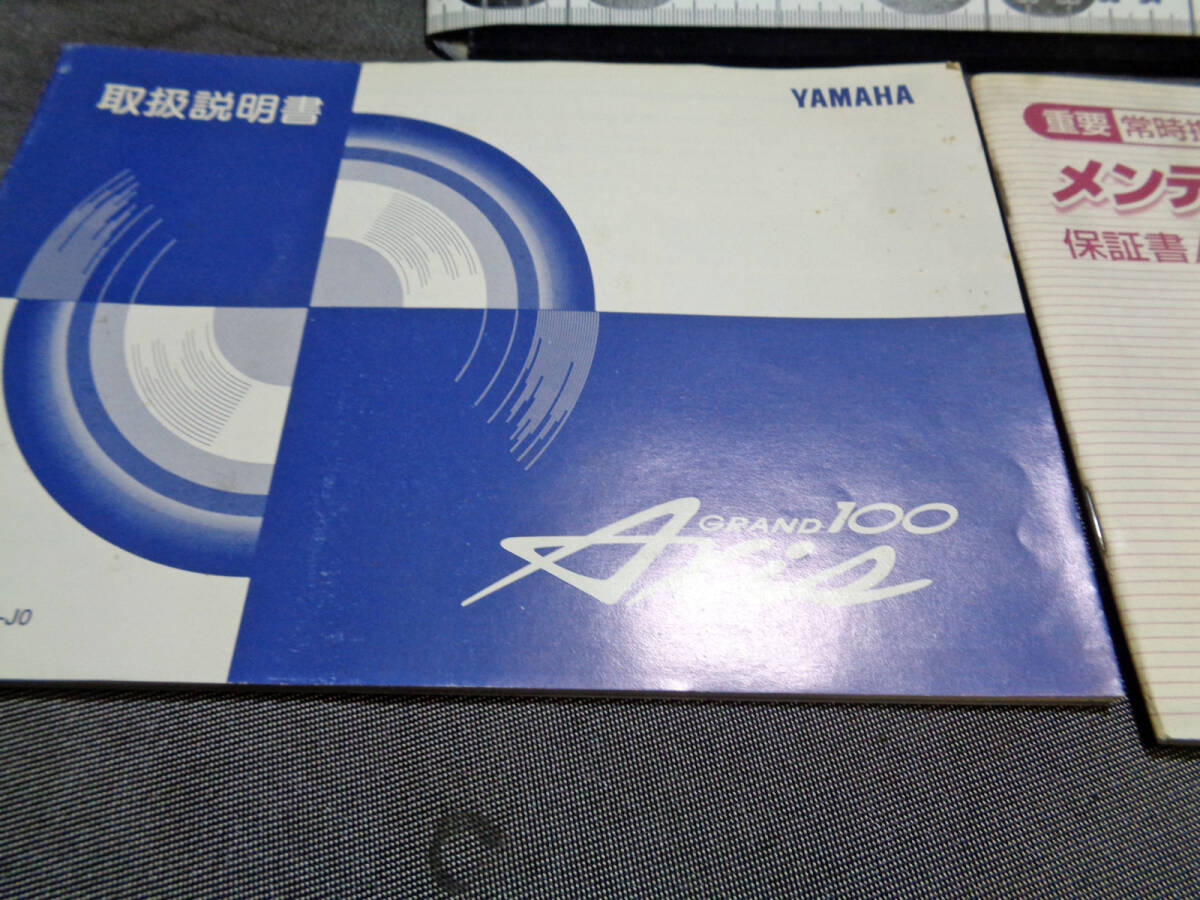 取扱説明書
YAMAHA
GRAND 100
Axis
-J0
重要 常時携
メンテ
保証書